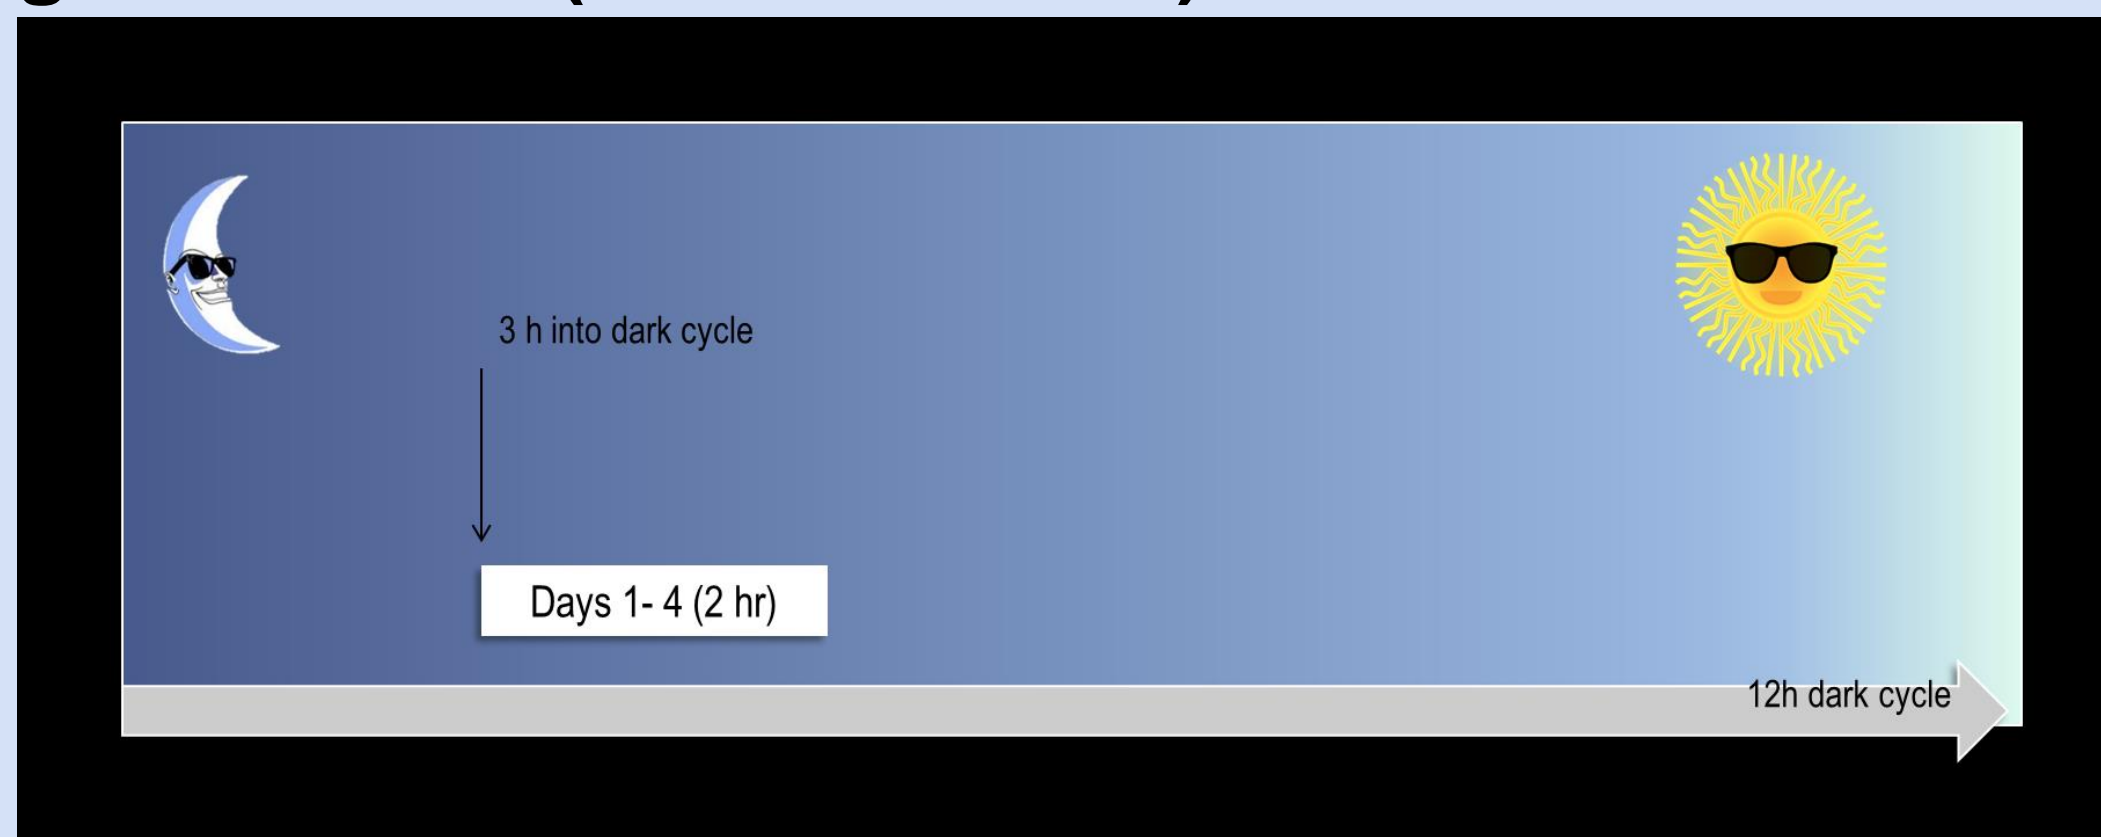 3 h into dark cycle
Days 1- 4 (2 hr)
12h dark cycle